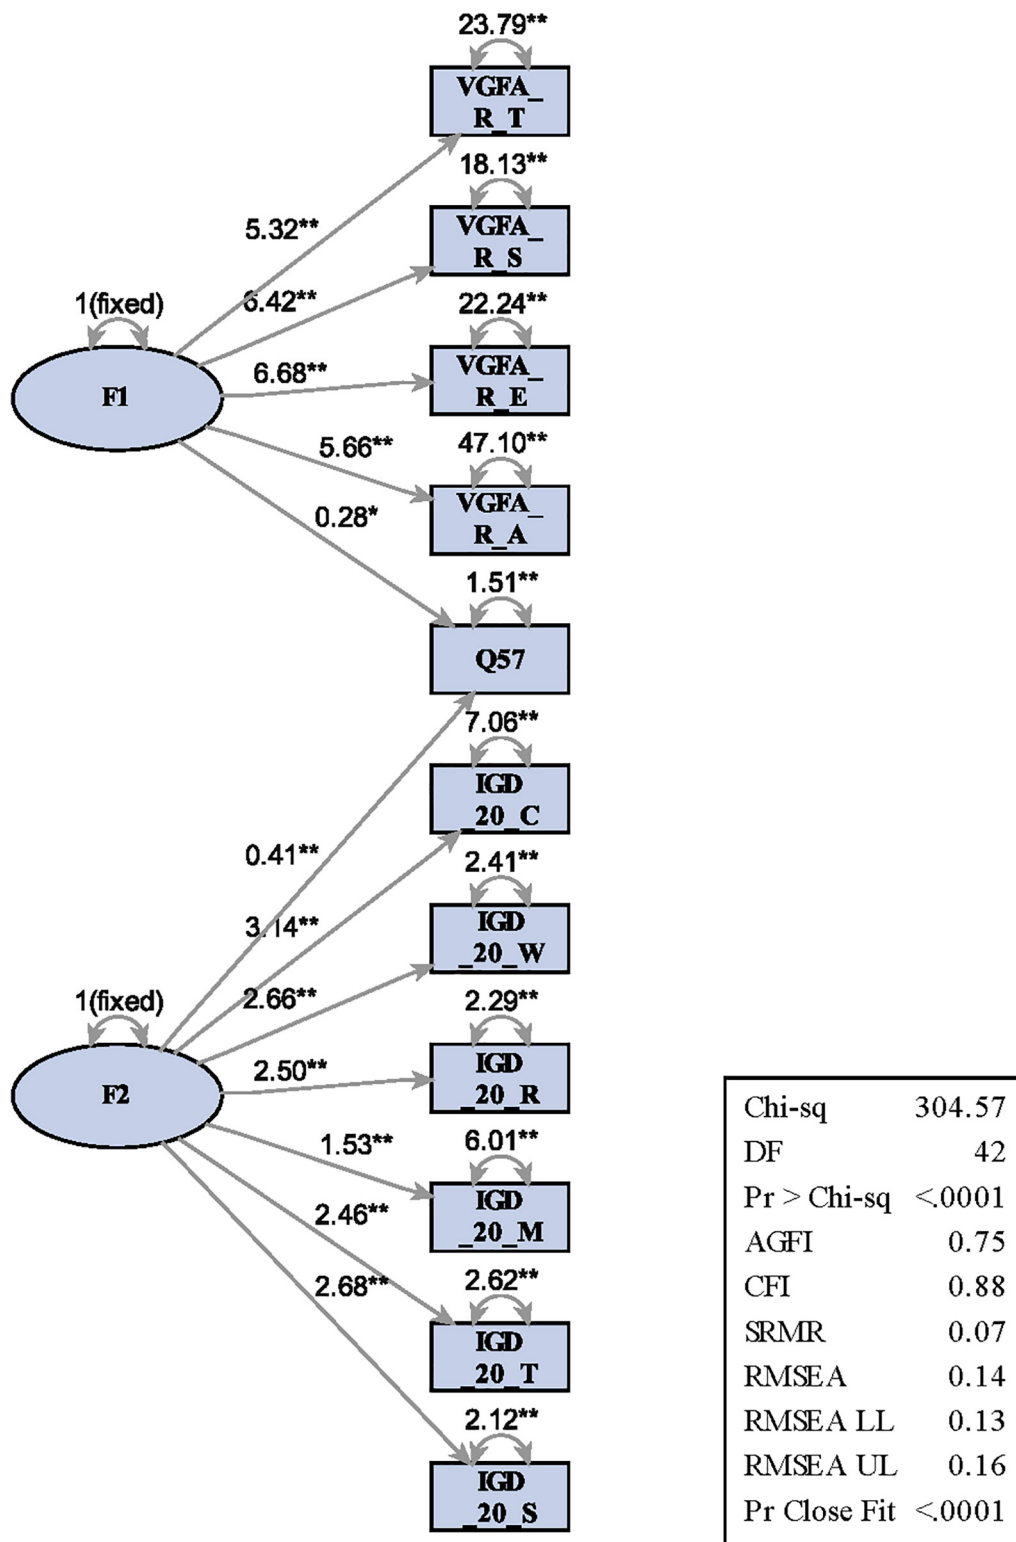 23.79**
VGFA_
R_T
18.13**
5.32**
VGFA_
R_S
1(fixed)
6.42**
22.24**
6.68**
VGFA_
R_E
F1
5.66**
47.10**
VGFA_
R_A
0.28*
1.51**
Q57
7.06**
IGD
_20_C
0.41**
2.41**
3.14**
IGD
_20_W
1(fixed)
2.66**
2.29**
2.50**
IGD
_20_R
F2
1.53**
6.01**
IGD
_20_M
2.46**
2.68**
2.62**
IGD
_20_T
2.12**
IGD
_20_S
Chi-sq 304.57
DF 42
Pr > Chi-sq <.0001
AGFI 0.75
CFI 0.88
SRMR 0.07
RMSEA 0.14
RMSEA LL 0.13
RMSEA UL 0.16
Pr Close Fit <.0001